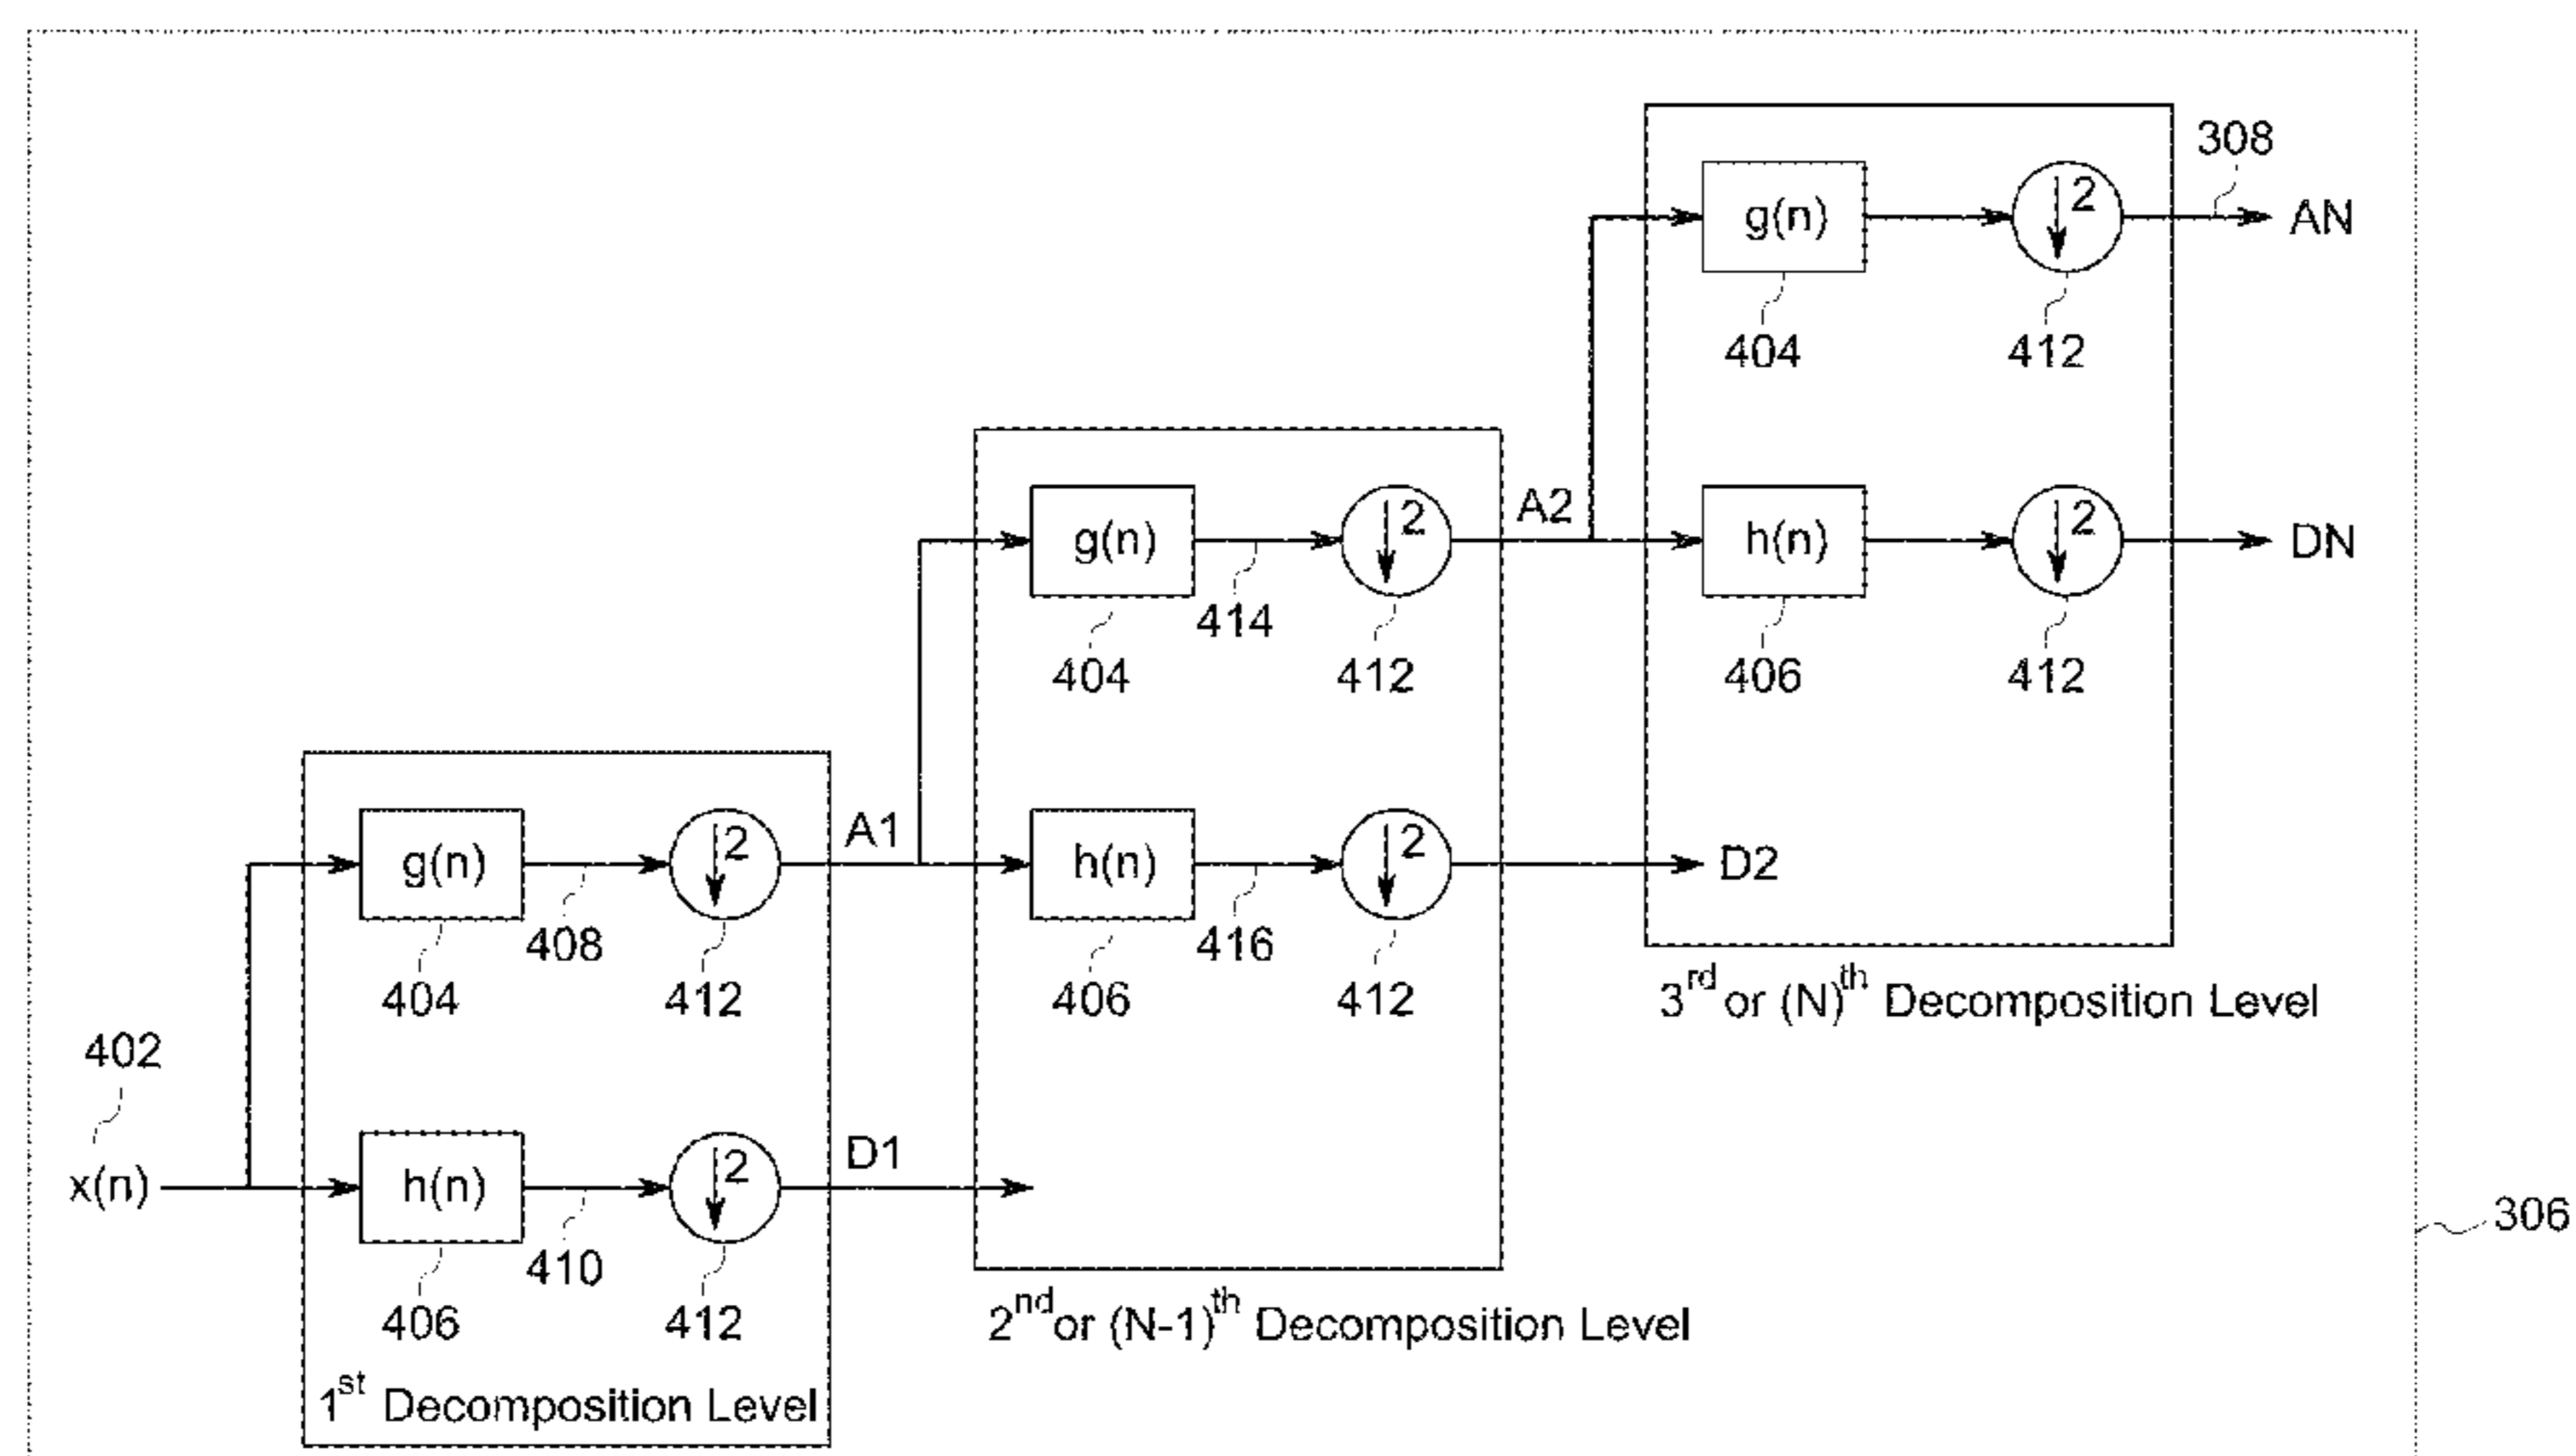 308
g(n)
2
AN
404
412
g(n)
414
2
A2
h(n)
2
DN
404
412
406
412
g(n)
408
2
A1
h(n)
416
2
D2
404
412
406
412
3rd or (N)th Decomposition Level
402
x(n)
h(n)
410
2
D1
306
406
412
2nd or (N-1)th Decomposition Level
1st Decomposition Level